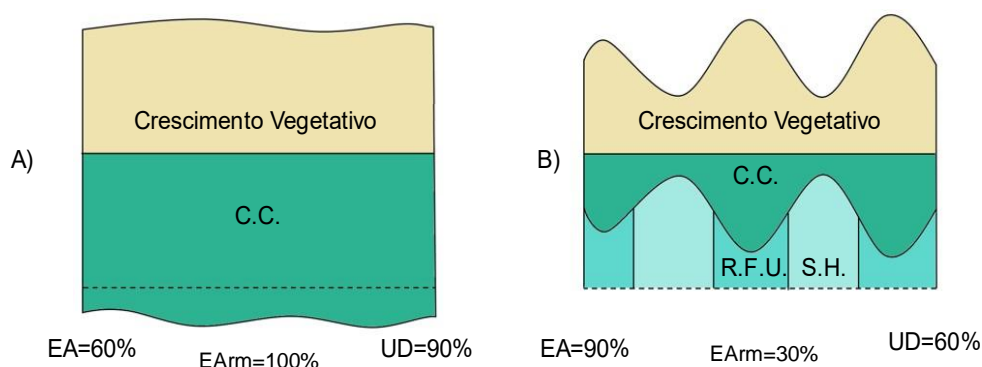 Crescimento Vegetativo
A)
C.C.
EA=60%
EArm=100%
UD=90%
Crescimento Vegetativo
B)
C.C.
R.F.U.
S.H.
EA=90%
EArm=30%
UD=60%